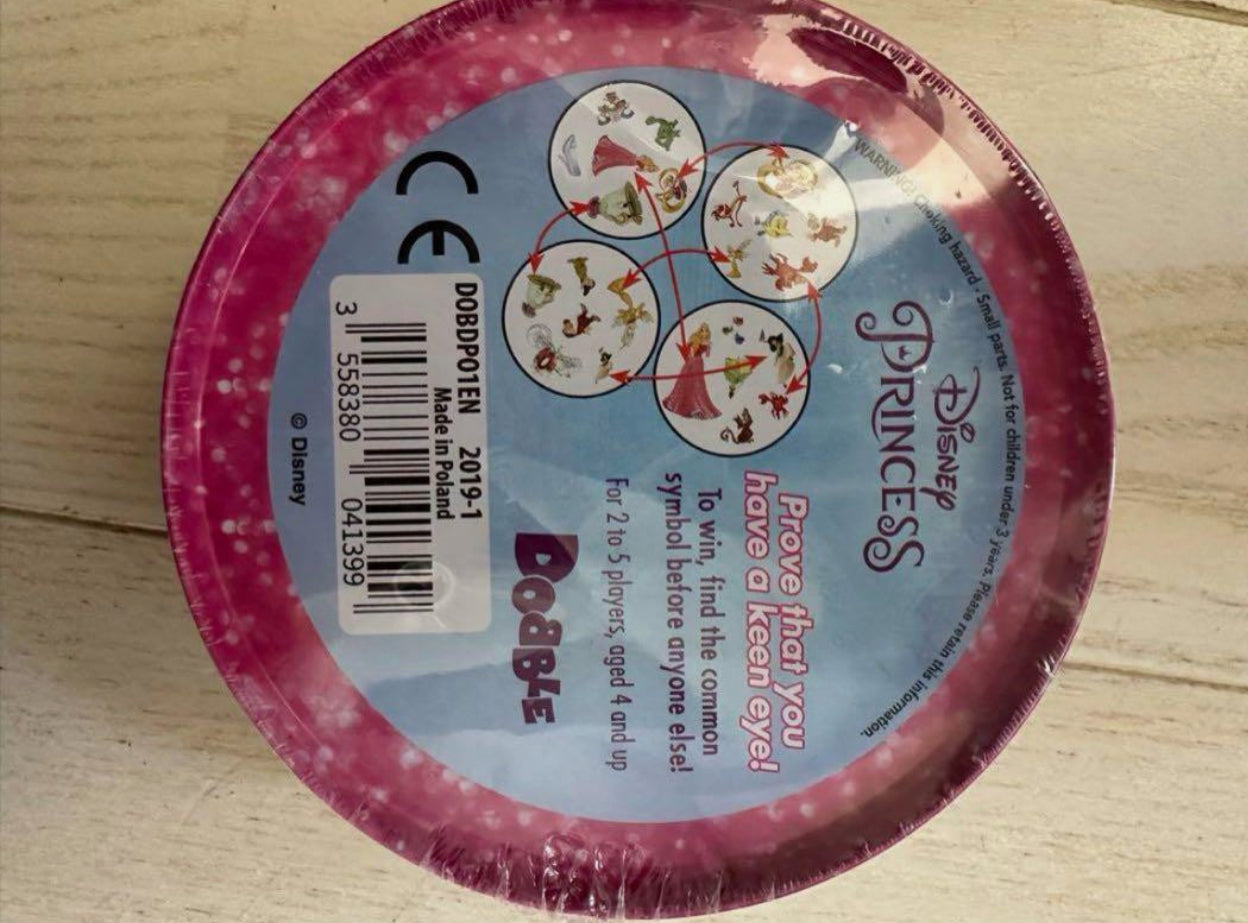 WARNING! Choking hazard - Small parts. Not for children under 3 years. Please retain this information.
Disney
PRINCESS
Prove that you
have a keen eye!
To win, find the common
symbol before anyone else!
For 2 to 5 players, aged 4 and up
DOBBLE
CE
DOBDP01EN 2019-1
Made in Poland
3 558380 041399
© Disney